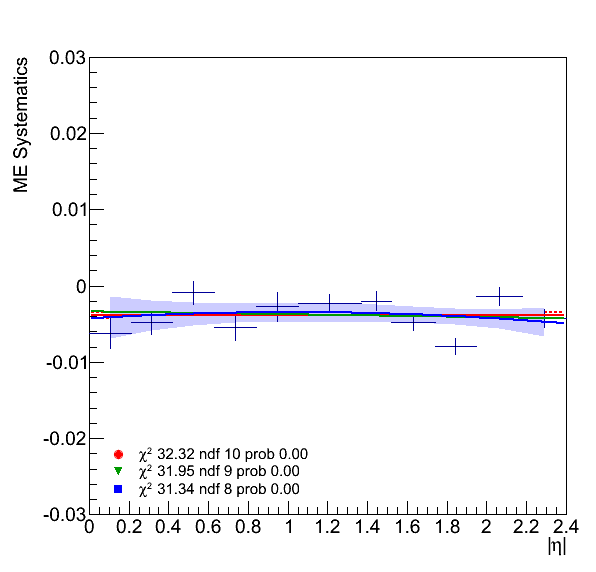 ME Systematics
0.03
0.02
0.01
0
-0.01
-0.02
-0.03
χ² 32.32 ndf 10 prob 0.00
χ² 31.95 ndf 9 prob 0.00
χ² 31.34 ndf 8 prob 0.00
0 0.2 0.4 0.6 0.8 1 1.2 1.4 1.6 1.8 2 2.2 2.4
|η|